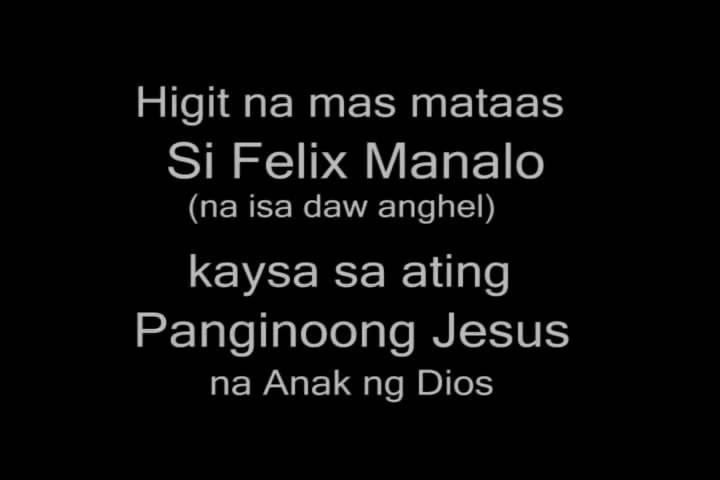 Higit na mas mataas
Si Felix Manalo
(na isa daw anghel)
kaysa sa ating
Panginoong Jesus
na Anak ng Dios